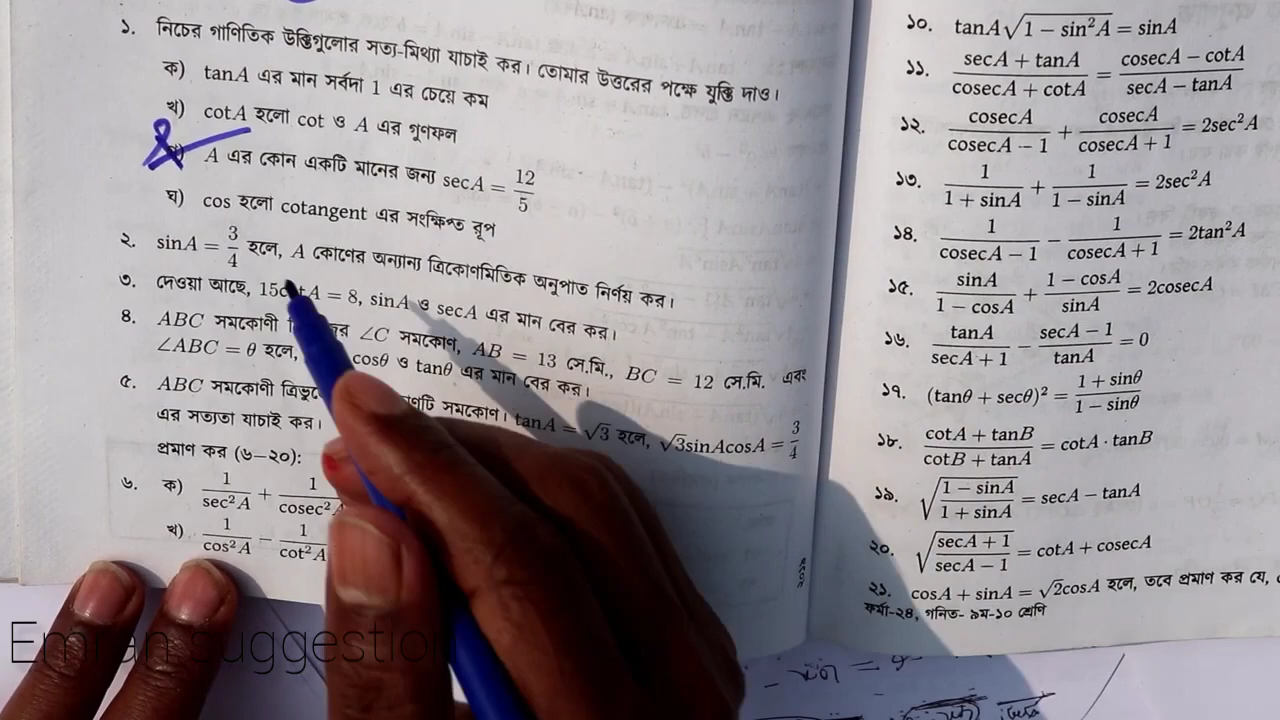 ১. নিচের গাণিতিক উক্তিগুলোর সত্য-মিথ্যা যাচাই কর। তোমার উত্তরের পক্ষে যুক্তি দাও।
ক) tanA এর মান সর্বদা 1 এর চেয়ে কম
খ) cotA হলো cot ও A এর গুণফল
A এর কোন একটি মানের জন্য secA = 12/5
ঘ) cos হলো cotangent এর সংক্ষিপ্ত রূপ
২. sinA = 3/4 হলে, A কোণের অন্যান্য ত্রিকোণমিতিক অনুপাত নির্ণয় কর।
৩. দেওয়া আছে, 15cotA = 8, sinA ও secA এর মান বের কর।
৪. ABC সমকোণী ∠C সমকোণ, AB = 13 সে.মি., BC = 12 সে.মি. এবং
∠ABC = θ হলে, cosθ ও tanθ এর মান বের কর।
৫. ABC সমকোণী সমকোণ। tanA = √3 হলে, √3sinAcosA = 3/4
এর সত্যতা যাচাই কর।
প্রমাণ কর (৬-২০):
৬. ক) 1/sec²A + 1/cosec²A
খ) 1/cos²A − 1/cot²A
১০. tanA√(1 − sin²A) = sinA
১১. (secA + tanA)/(cosecA + cotA) = (cosecA − cotA)/(secA − tanA)
১২. cosecA/(cosecA − 1) + cosecA/(cosecA + 1) = 2sec²A
১৩. 1/(1 + sinA) + 1/(1 − sinA) = 2sec²A
১৪. 1/(cosecA − 1) − 1/(cosecA + 1) = 2tan²A
১৫. sinA/(1 − cosA) + (1 − cosA)/sinA = 2cosecA
১৬. tanA/(secA + 1) − (secA − 1)/tanA = 0
১৭. (tanθ + secθ)² = (1 + sinθ)/(1 − sinθ)
১৮. (cotA + tanB)/(cotB + tanA) = cotA · tanB
১৯. √((1 − sinA)/(1 + sinA)) = secA − tanA
২০. √((secA + 1)/(secA − 1)) = cotA + cosecA
২১. cosA + sinA = √2cosA হলে, তবে প্রমাণ কর যে,
ফর্মা-২৪, গণিত- ৯ম-১০ শ্রেণি
Emran suggestion